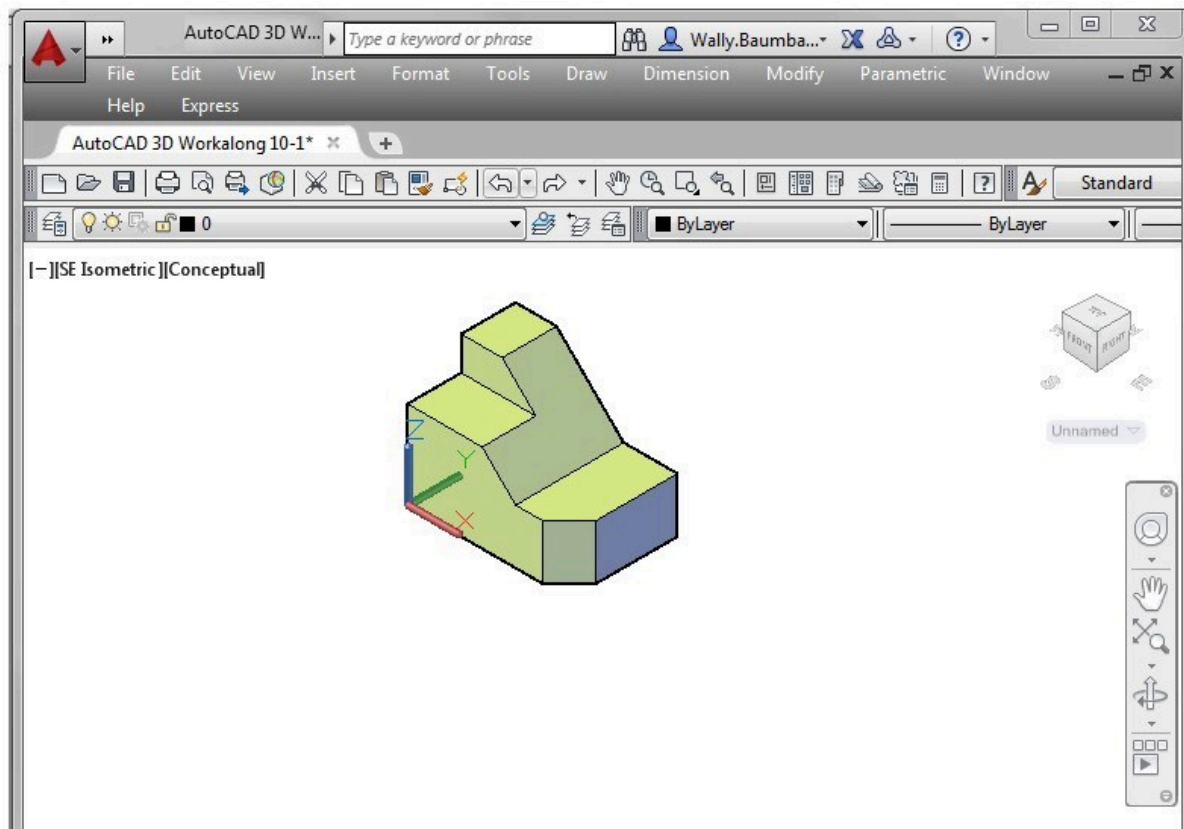 AutoCAD 3D W... Type a keyword or phrase Wally.Baumba...
File Edit View Insert Format Tools Draw Dimension Modify Parametric Window
Help Express
AutoCAD 3D Workalong 10-1*
Standard
0 ByLayer ByLayer
[−][SE Isometric][Conceptual]
Z
Y
X
FRONT RIGHT
Unnamed